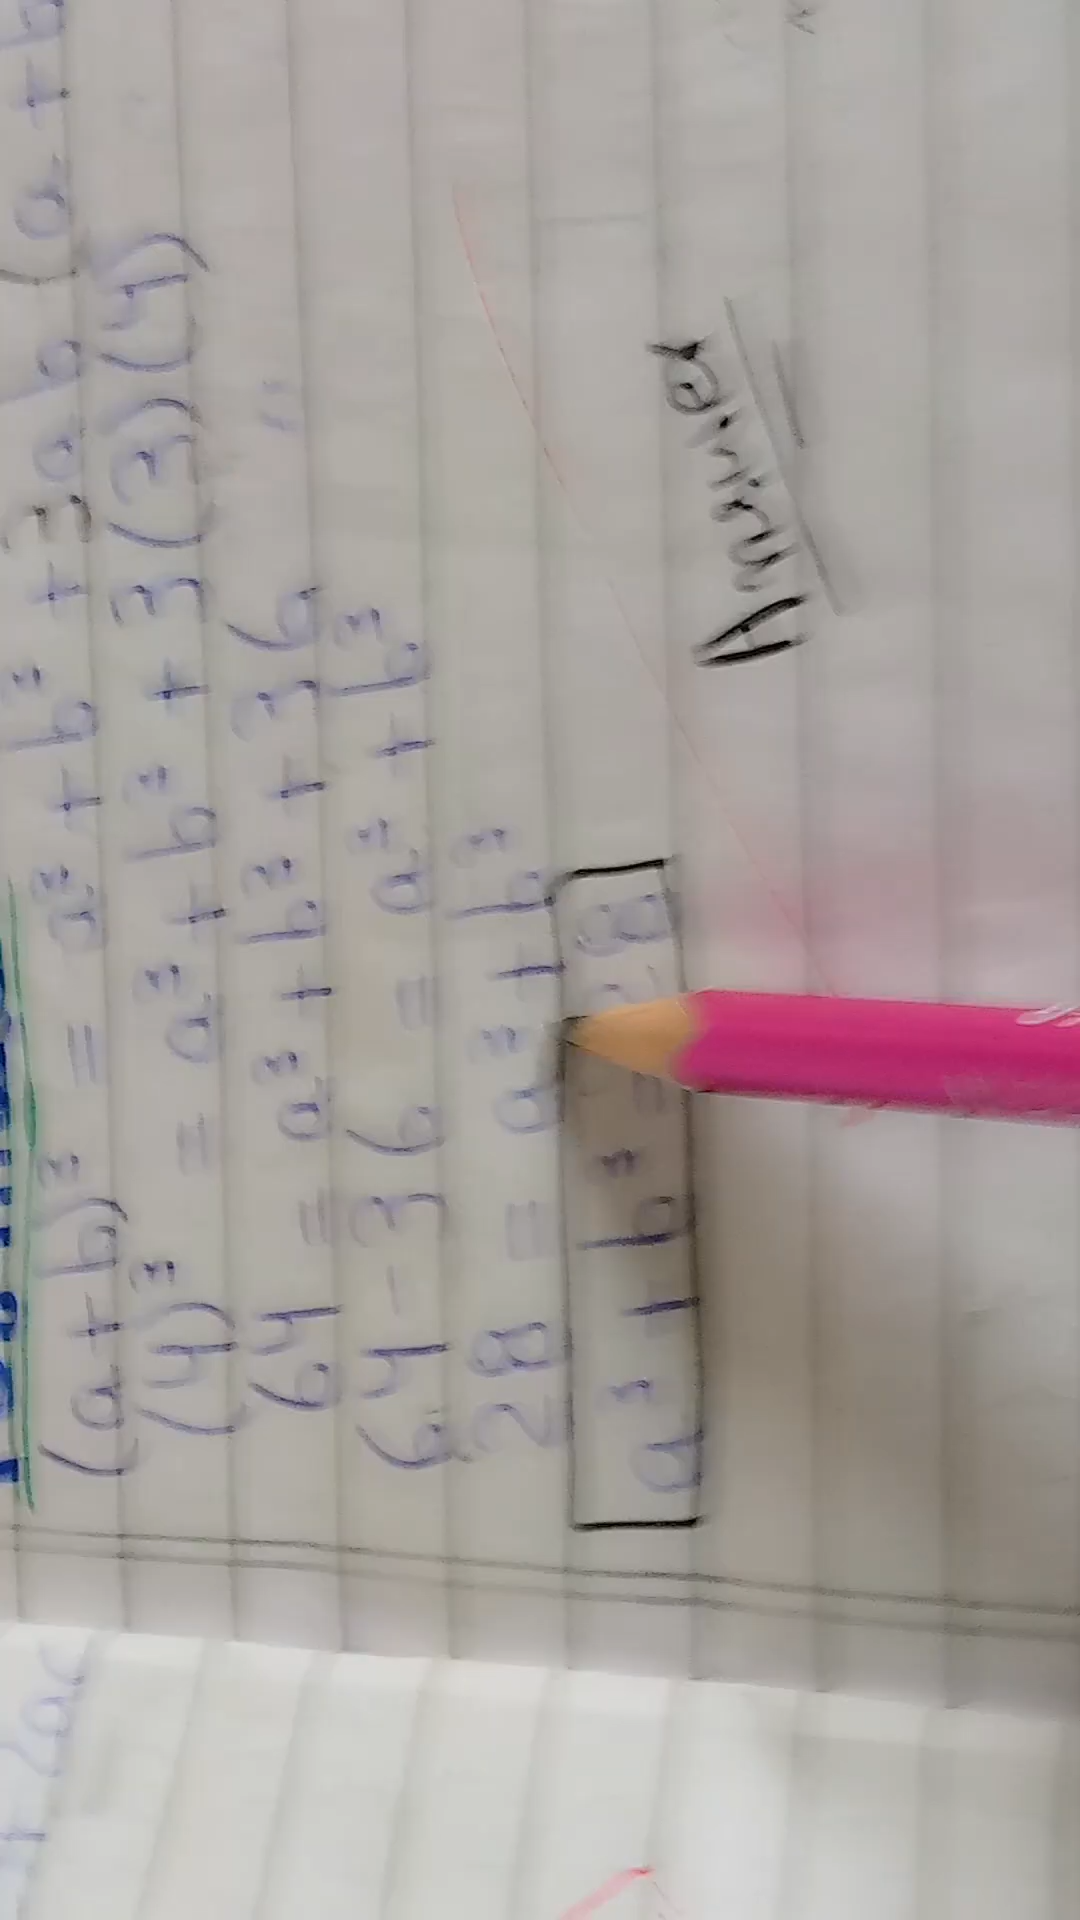 (a+b)³ = a³ + b³ + 3ab (a + b
(4)³ = a³ + b³ + 3(3)(4)
64 = a³ + b³ + 36
64 - 36 = a³ + b³
28 = a³ + b³
a³ + b³ = 28